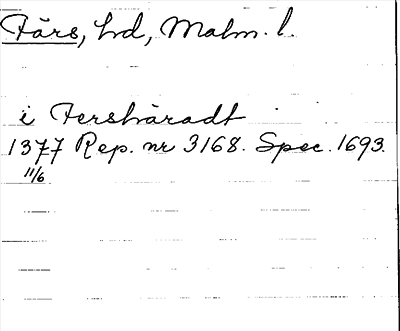 Färs, hd, Malm. l.
i Fershäradt
1377 Rep. nr 3168. Spec. 1693.
11/6